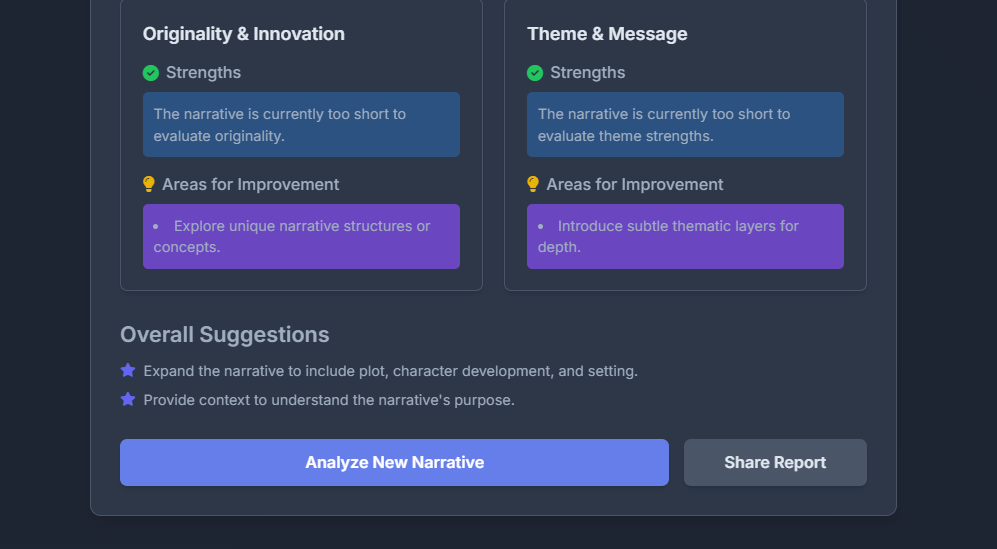 Originality & Innovation
Strengths
The narrative is currently too short to
evaluate originality.
Areas for Improvement
• Explore unique narrative structures or
concepts.
Theme & Message
Strengths
The narrative is currently too short to
evaluate theme strengths.
Areas for Improvement
• Introduce subtle thematic layers for
depth.
Overall Suggestions
Expand the narrative to include plot, character development, and setting.
Provide context to understand the narrative's purpose.
Analyze New Narrative
Share Report